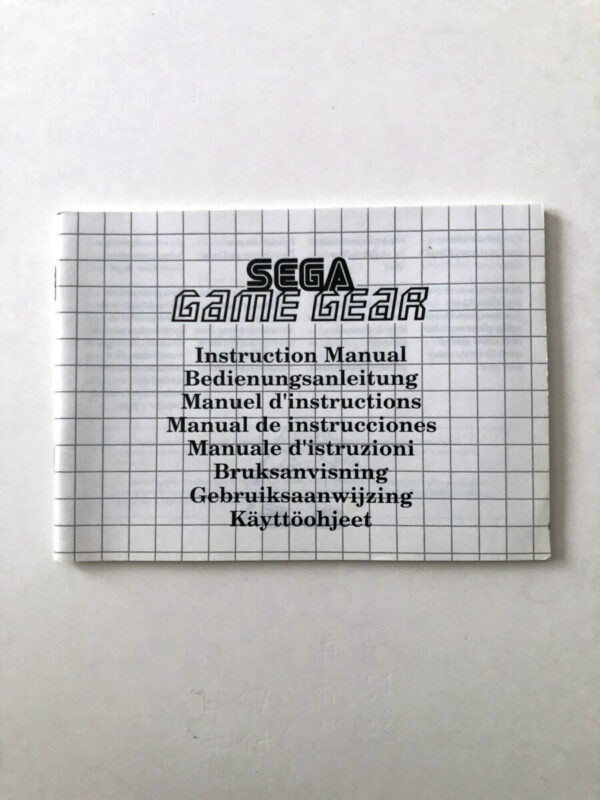 SEGA
GAME GEAR
Instruction Manual
Bedienungsanleitung
Manuel d'instructions
Manual de instrucciones
Manuale d'istruzioni
Bruksanvisning
Gebruiksaanwijzing
Käyttöohjeet